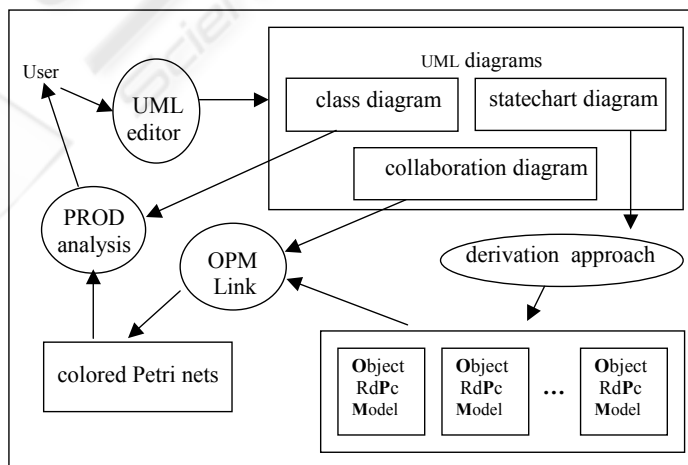 Scien
User
UML
editor
UML diagrams
class diagram
statechart diagram
collaboration diagram
PROD
analysis
OPM
Link
derivation approach
colored Petri nets
Object
RdPc
Model
Object
RdPc
Model
...
Object
RdPc
Model